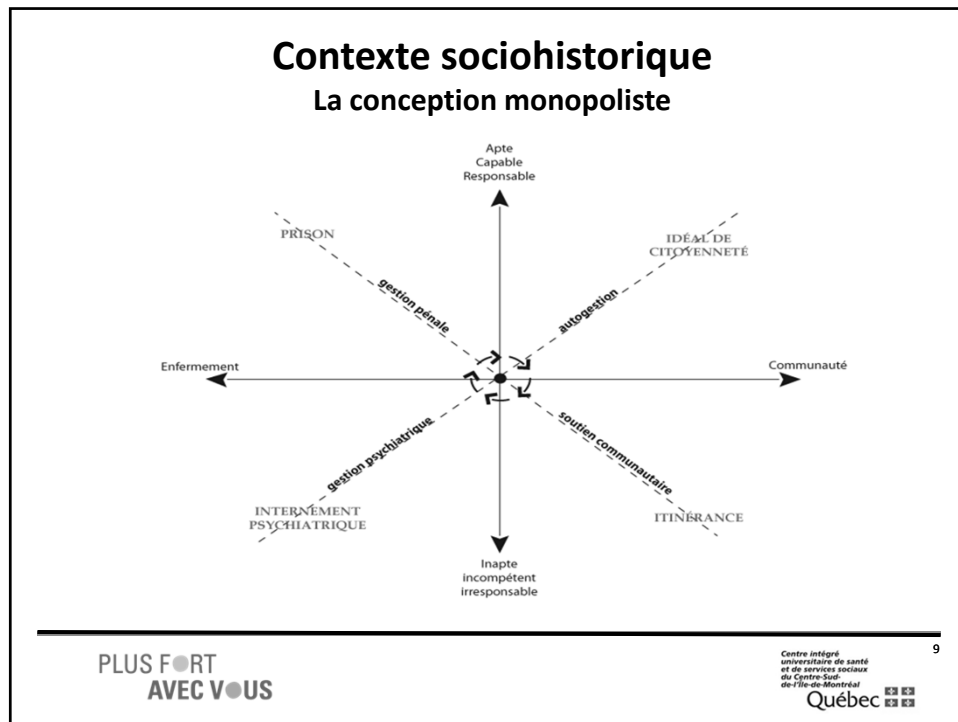 Contexte sociohistorique
La conception monopoliste
Apte
Capable
Responsable
PRISON
IDÉAL DE
CITOYENNETÉ
gestion pénale
autogestion
Enfermement
Communauté
gestion psychiatrique
soutien communautaire
INTERNEMENT
PSYCHIATRIQUE
ITINÉRANCE
Inapte
incompétent
irresponsable
9
PLUS FORT
AVEC VOUS
Centre intégré
universitaire de santé
et de services sociaux
du Centre-Sud-
de-l'Île-de-Montréal
Québec